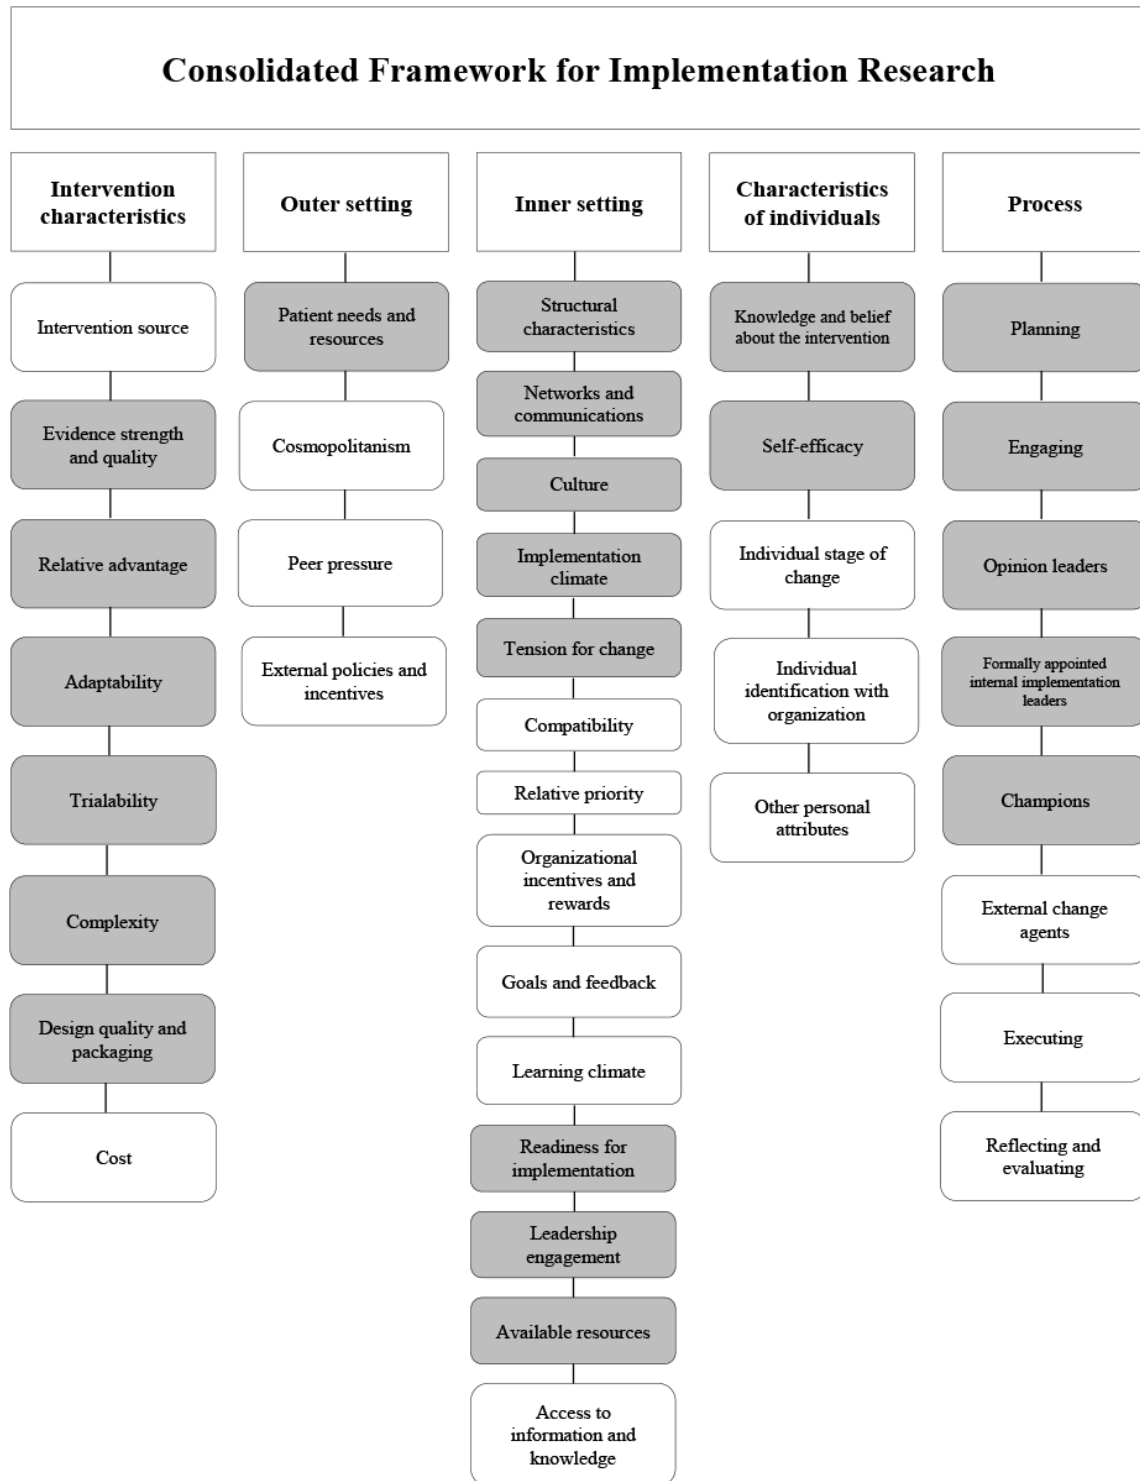 Consolidated Framework for Implementation Research
Intervention
characteristics
Intervention source
Evidence strength
and quality
Relative advantage
Adaptability
Trialability
Complexity
Design quality and
packaging
Cost
Outer setting
Patient needs and
resources
Cosmopolitanism
Peer pressure
External policies and
incentives
Inner setting
Structural
characteristics
Networks and
communications
Culture
Implementation
climate
Tension for change
Compatibility
Relative priority
Organizational
incentives and
rewards
Goals and feedback
Learning climate
Readiness for
implementation
Leadership
engagement
Available resources
Access to
information and
knowledge
Characteristics
of individuals
Knowledge and belief
about the intervention
Self-efficacy
Individual stage of
change
Individual
identification with
organization
Other personal
attributes
Process
Planning
Engaging
Opinion leaders
Formally appointed
internal implementation
leaders
Champions
External change
agents
Executing
Reflecting and
evaluating